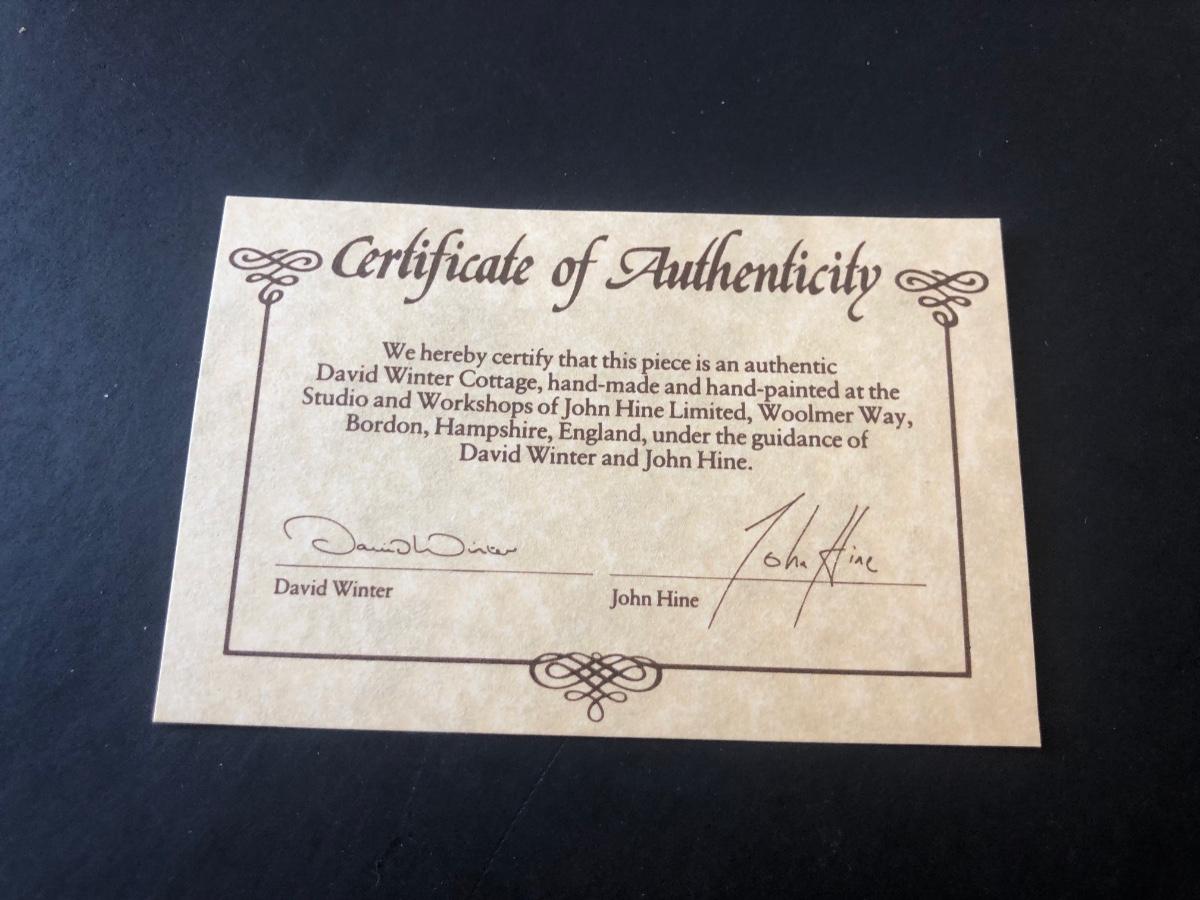 Certificate of Authenticity
We hereby certify that this piece is an authentic
David Winter Cottage, hand-made and hand-painted at the
Studio and Workshops of John Hine Limited, Woolmer Way,
Bordon, Hampshire, England, under the guidance of
David Winter and John Hine.
David Winter John Hine
David Winter John Hine